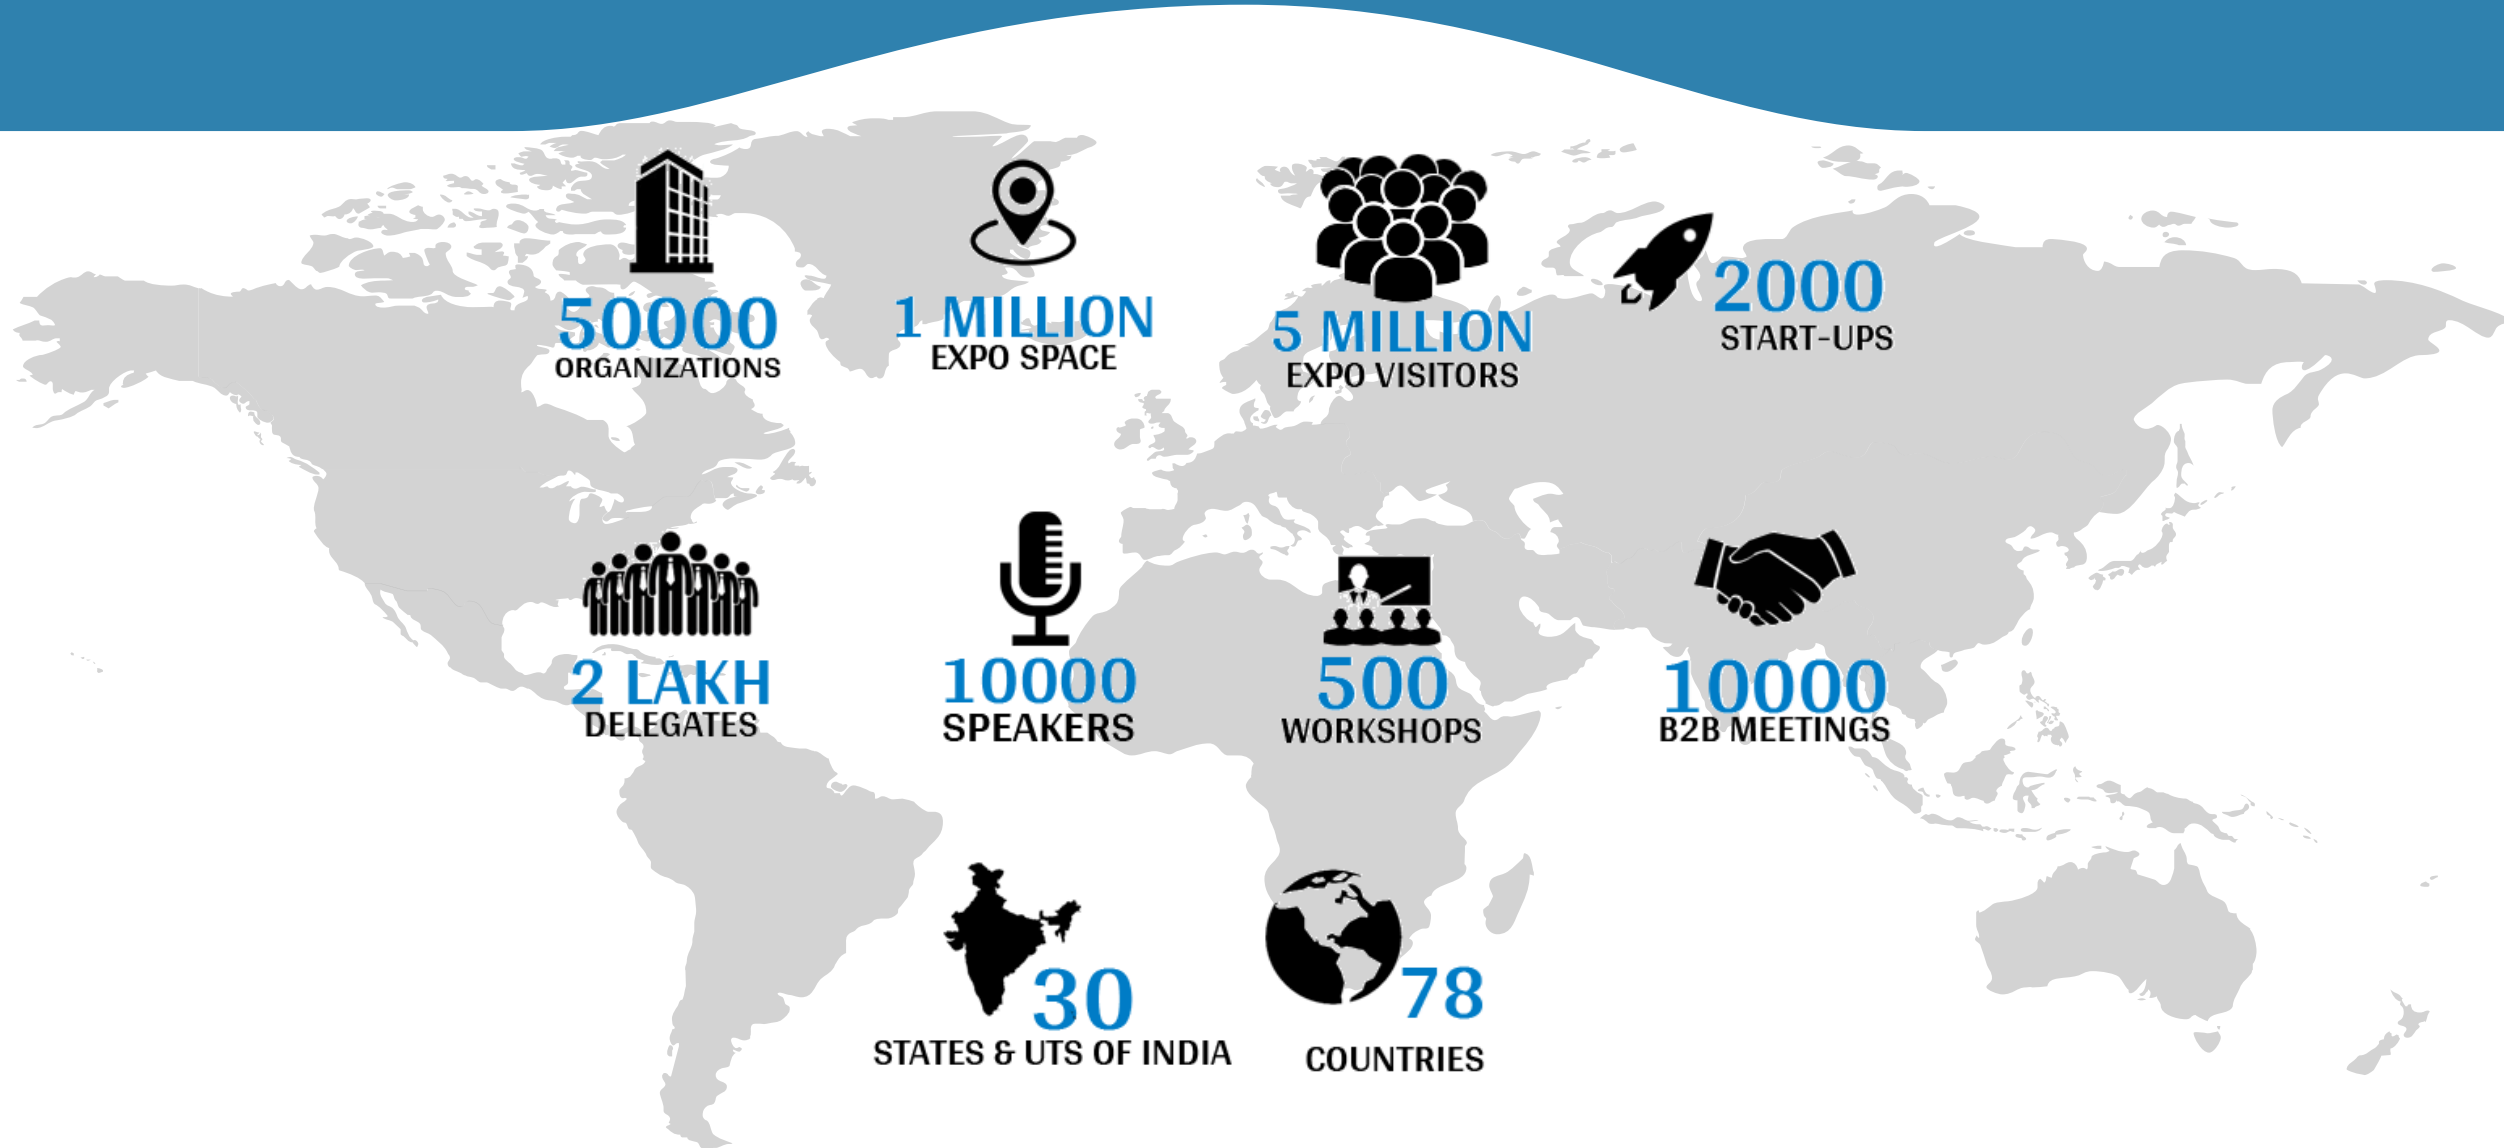 50000
ORGANIZATIONS
1 MILLION
EXPO SPACE
5 MILLION
EXPO VISITORS
2000
START-UPS
2 LAKH
DELEGATES
10000
SPEAKERS
500
WORKSHOPS
10000
B2B MEETINGS
30
STATES & UTS OF INDIA
78
COUNTRIES